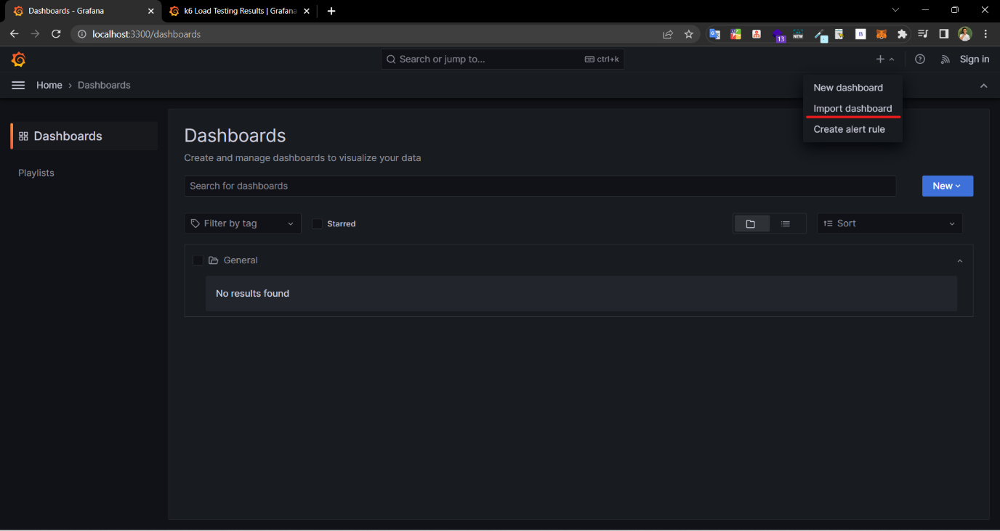 Dashboards - Grafana
k6 Load Testing Results | Grafana
localhost:3300/dashboards
13
NEW
B
Search or jump to...
ctrl+k
Sign in
Home › Dashboards
New dashboard
Import dashboard
Create alert rule
Dashboards
Playlists
Dashboards
Create and manage dashboards to visualize your data
Search for dashboards
New
Filter by tag
Starred
Sort
General
No results found